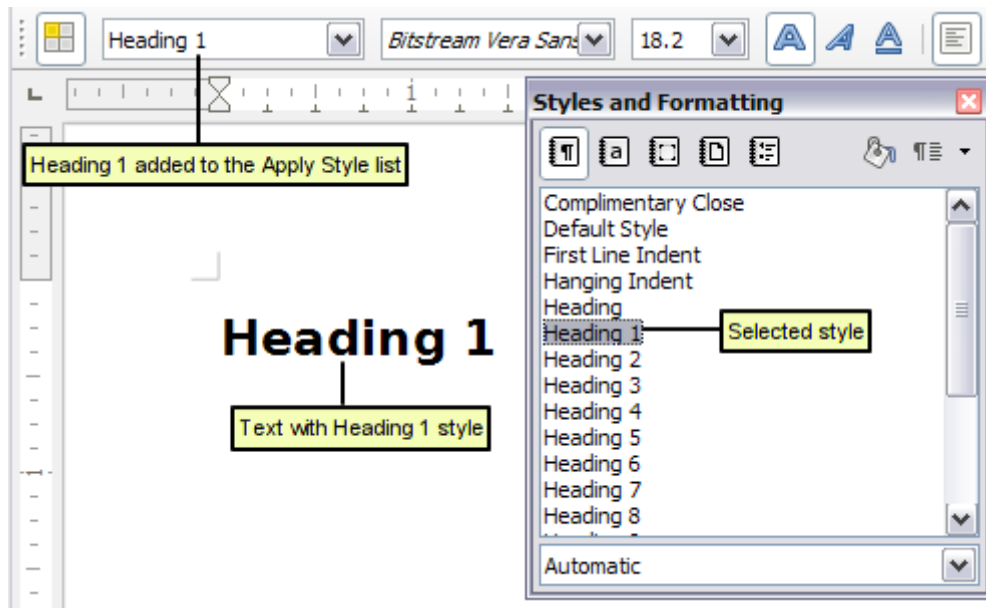 Heading 1
Bitstream Vera Sans
18.2
1
Styles and Formatting
Heading 1 added to the Apply Style list
Complimentary Close
Default Style
First Line Indent
Hanging Indent
Heading
Heading 1
Selected style
Heading 2
Heading 3
Heading 4
Heading 5
Heading 6
Heading 7
Heading 8
Heading 1
Text with Heading 1 style
1
Automatic